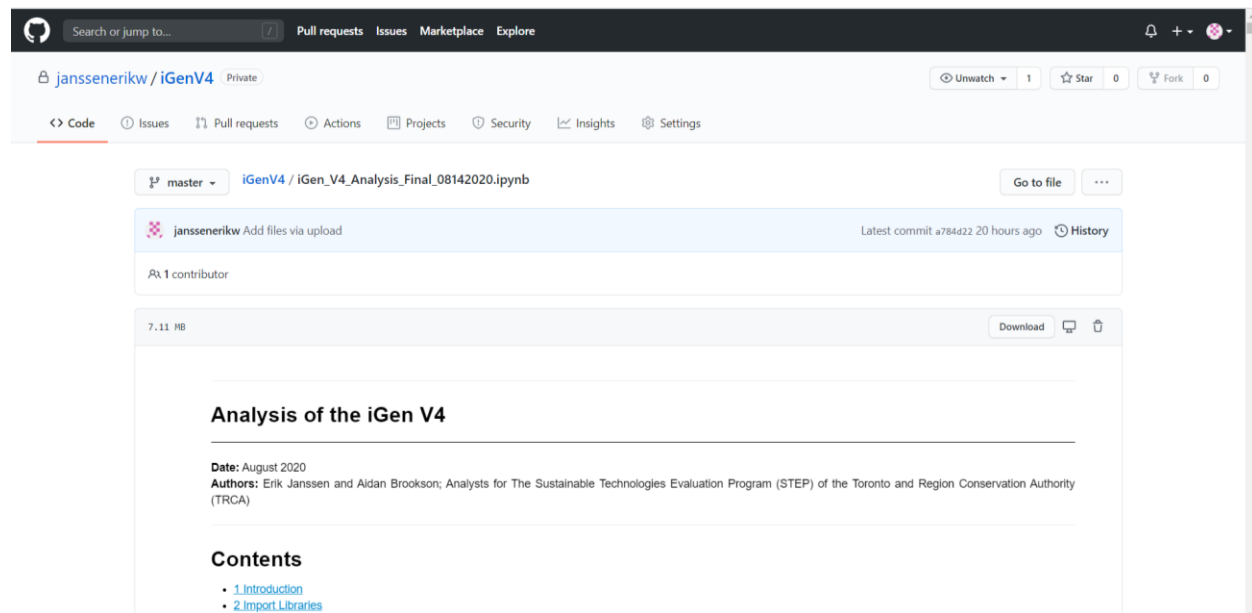 Search or jump to... / Pull requests Issues Marketplace Explore
janssenerikw / iGenV4 Private Unwatch 1 Star 0 Fork 0
<> Code Issues Pull requests Actions Projects Security Insights Settings
master iGenV4 / iGen_V4_Analysis_Final_08142020.ipynb Go to file ...
janssenerikw Add files via upload Latest commit a784d22 20 hours ago History
1 contributor
7.11 MB Download
Analysis of the iGen V4
Date: August 2020
Authors: Erik Janssen and Aidan Brookson; Analysts for The Sustainable Technologies Evaluation Program (STEP) of the Toronto and Region Conservation Authority
(TRCA)
Contents
• 1 Introduction
• 2 Import Libraries